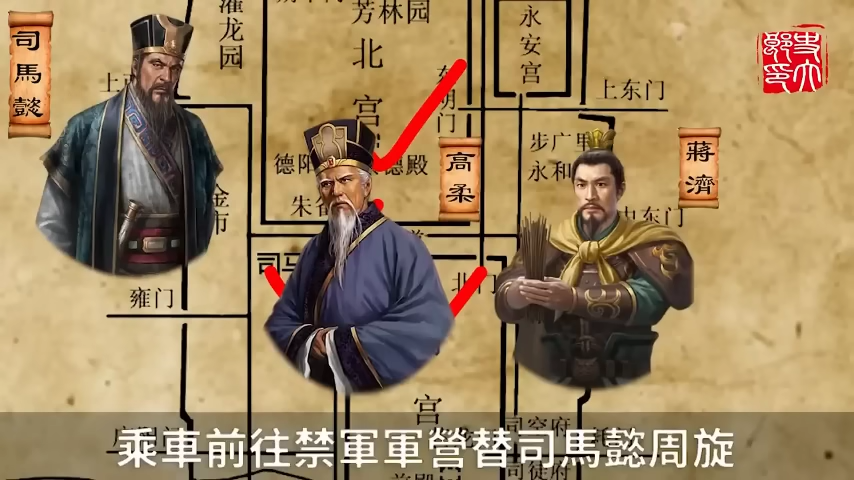 司馬懿
高柔
蔣濟
濯龙园
芳林园
北宫
永安宫
上东门
步广里
永和
德阳
德殿
金市
雍门
北门
中东门
司马
宫
司空府
司徒府
乘車前往禁軍軍營替司馬懿周旋